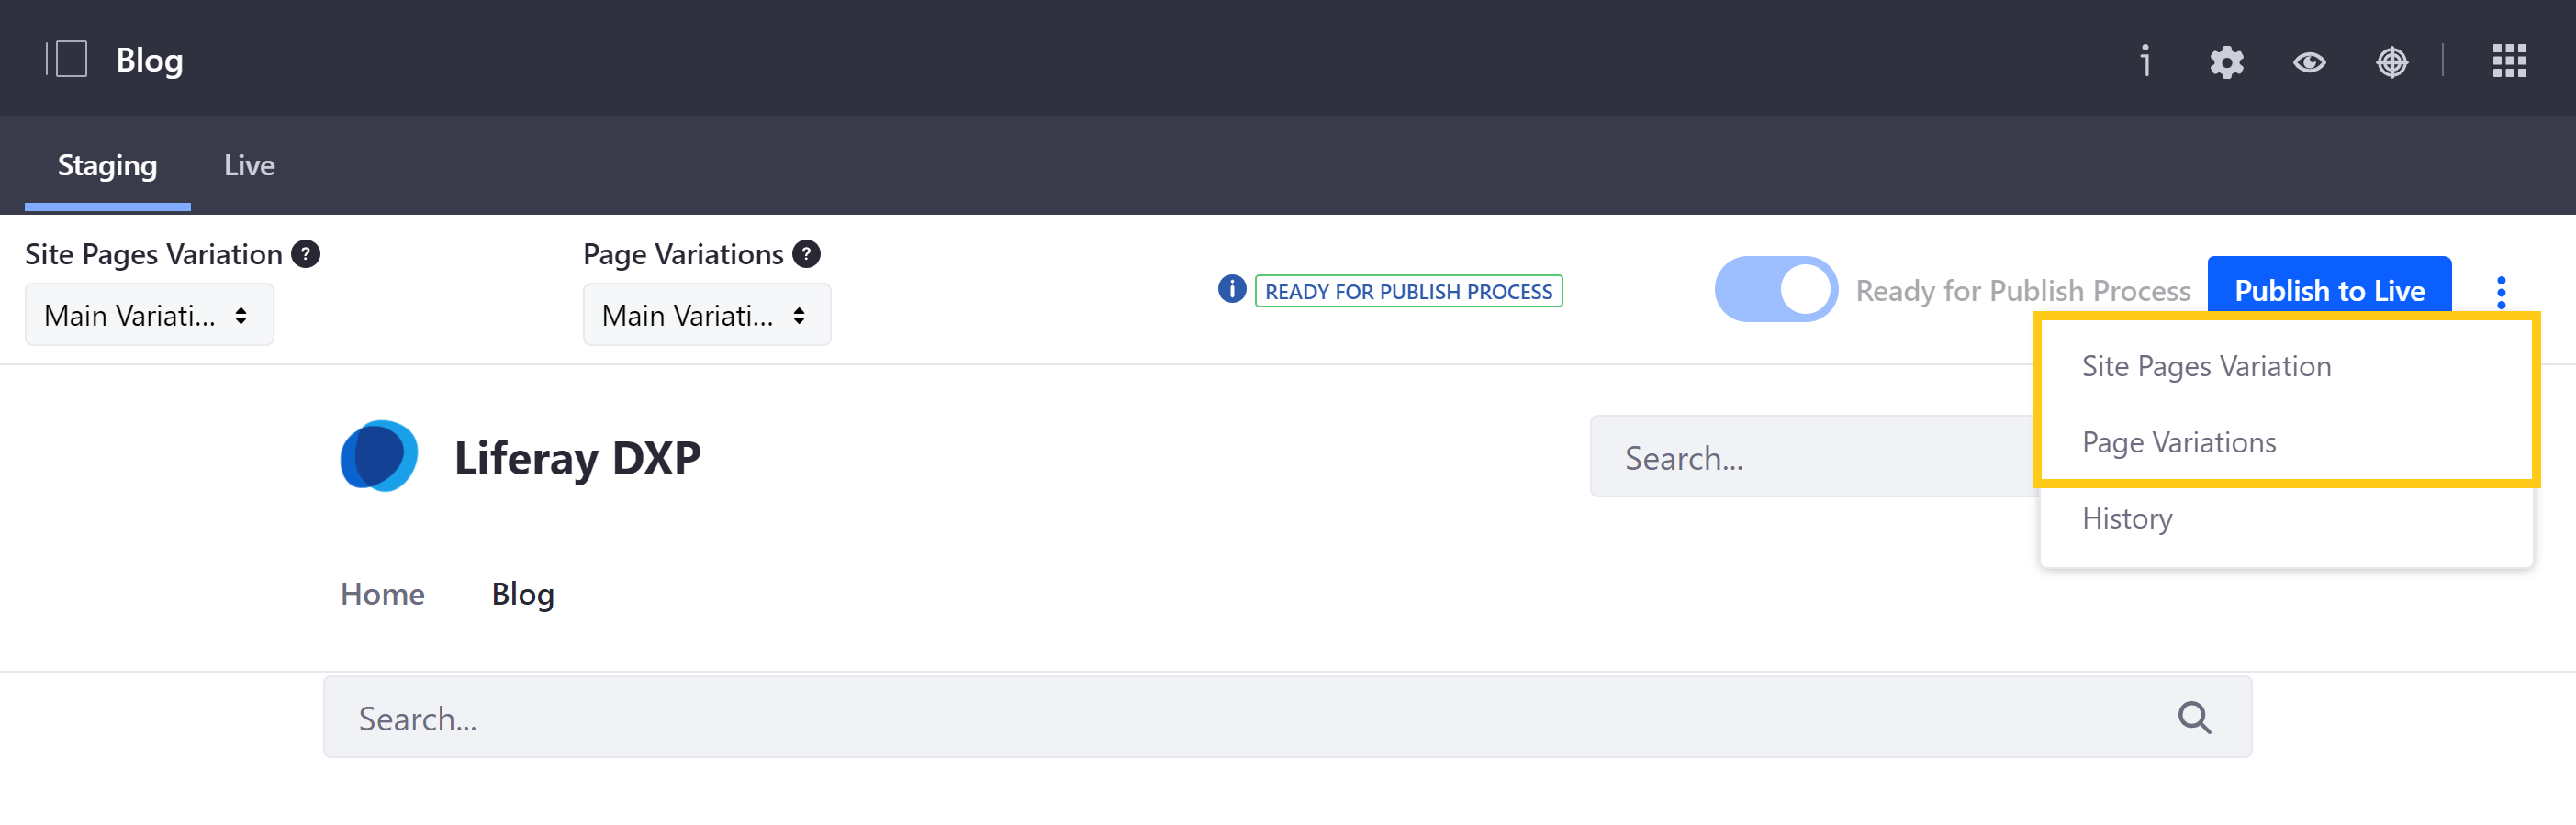 Blog
Staging
Live
Site Pages Variation ?
Page Variations ?
Main Variati...
Main Variati...
READY FOR PUBLISH PROCESS
Ready for Publish Process
Publish to Live
Site Pages Variation
Page Variations
History
Liferay DXP
Search...
Home
Blog
Search...